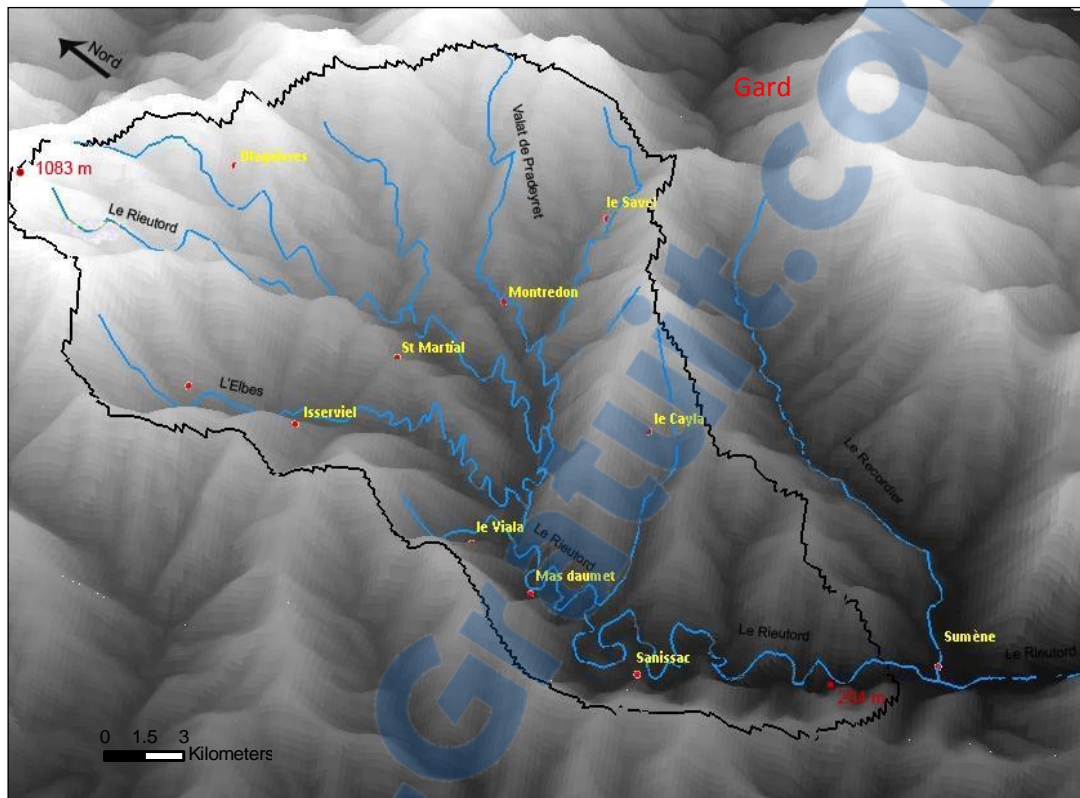 Nord
Gard
1083 m
Valat de Pradeyret
le Savel
Le Rieutord
Montredon
St Martial
L'Elbes
Isserviel
le Cayla
Le Recordier
le Viala
Le Rieutord
Mas daumet
Le Rieutord
Sumène
Le Rieutord
Sanissac
204 m
0 1.5 3
Kilometers